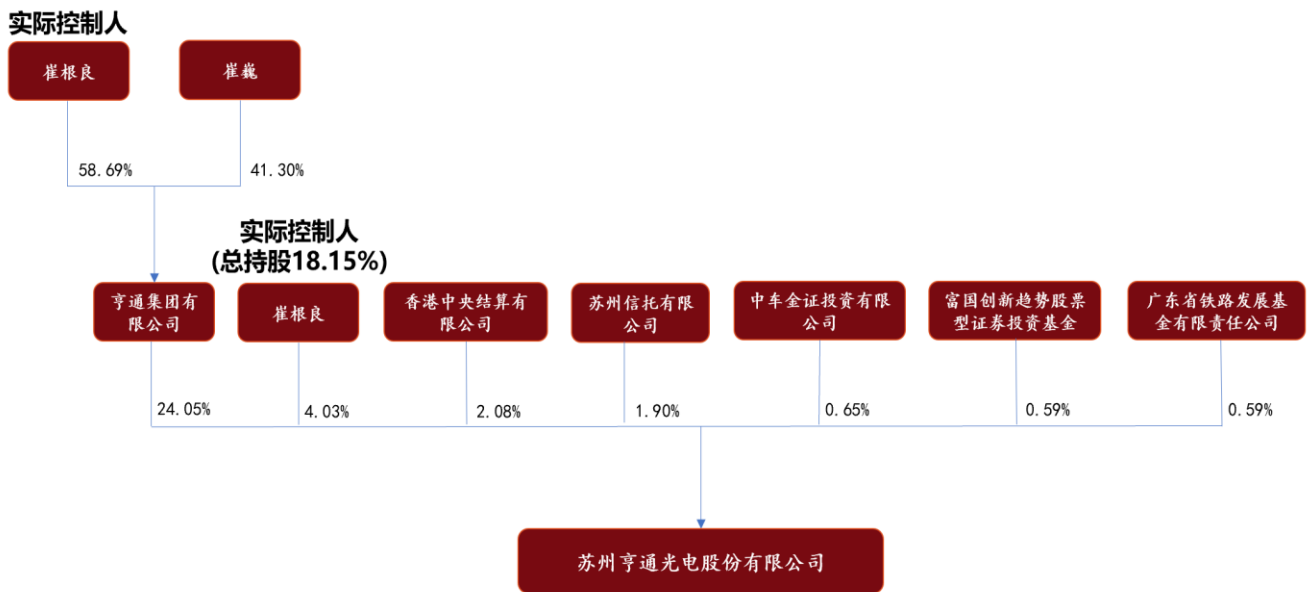 实际控制人
崔根良
崔巍
58.69%
41.30%
实际控制人
(总持股18.15%)
亨通集团有
限公司
崔根良
香港中央结算有
限公司
苏州信托有限
公司
中车金证投资有限
公司
富国创新趋势股票
型证券投资基金
广东省铁路发展基
金有限责任公司
24.05%
4.03%
2.08%
1.90%
0.65%
0.59%
0.59%
苏州亨通光电股份有限公司